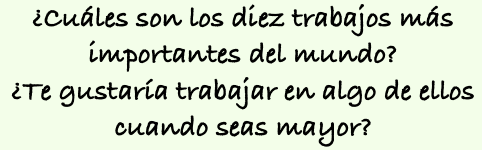 ¿Cuáles son los diez trabajos más
importantes del mundo?
¿Te gustaría trabajar en algo de ellos
cuando seas mayor?